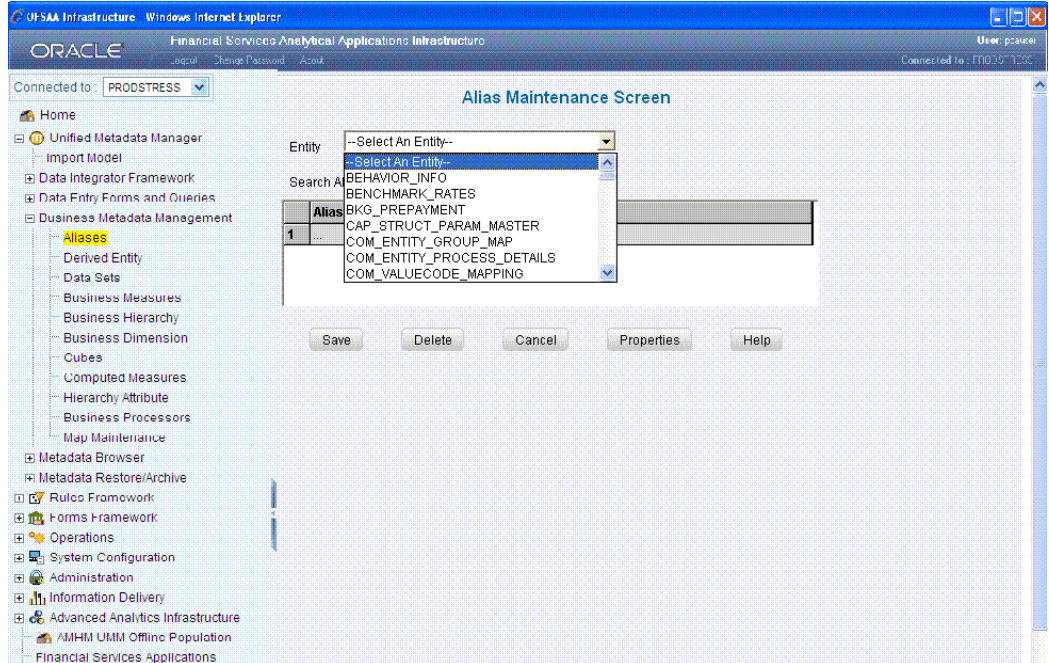 OFSAA Infrastructure - Windows Internet Explorer
ORACLE
Financial Services Analytical Applications Infrastructure
Logout Change Password About
User:
Connected to : PRODSTRESS
Connected to : PRODSTRESS
Home
Unified Metadata Manager
Import Model
Data Integrator Framework
Data Entry Forms and Queries
Business Metadata Management
Aliases
Derived Entity
Data Sets
Business Measures
Business Hierarchy
Business Dimension
Cubes
Computed Measures
Hierarchy Attribute
Business Processors
Map Maintenance
Metadata Browser
Metadata Restore/Archive
Rules Framework
Forms Framework
Operations
System Configuration
Administration
Information Delivery
Advanced Analytics Infrastructure
AMHM UMM Offline Population
Financial Services Applications
Alias Maintenance Screen
Entity --Select An Entity--
--Select An Entity--
BEHAVIOR_INFO
BENCHMARK_RATES
BKG_PREPAYMENT
CAP_STRUCT_PARAM_MASTER
COM_ENTITY_GROUP_MAP
COM_ENTITY_PROCESS_DETAILS
COM_VALUECODE_MAPPING
Search
Alias
1 ...
Save Delete Cancel Properties Help